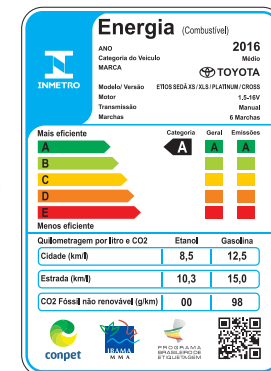 Energia (Combustível)
ANO 2016
Categoria do Veículo Médio
MARCA TOYOTA
Modelo/ Versão ETIOS SEDÃ XS / XLS / PLATINUM / CROSS
Motor 1.5-16V
Transmissão Manual
Marchas 6 Marchas
INMETRO
Mais eficiente Categoria Geral Emissões
A A A A
B
C
D
E
Menos eficiente
Quilometragem por litro e CO2 Etanol Gasolina
Cidade (km/l) 8,5 12,5
Estrada (km/l) 10,3 15,0
CO2 Fóssil não renovável (g/km) 00 98
conpet
IBAMA
MMA
PROGRAMA
BRASILEIRO DE
ETIQUETAGEM